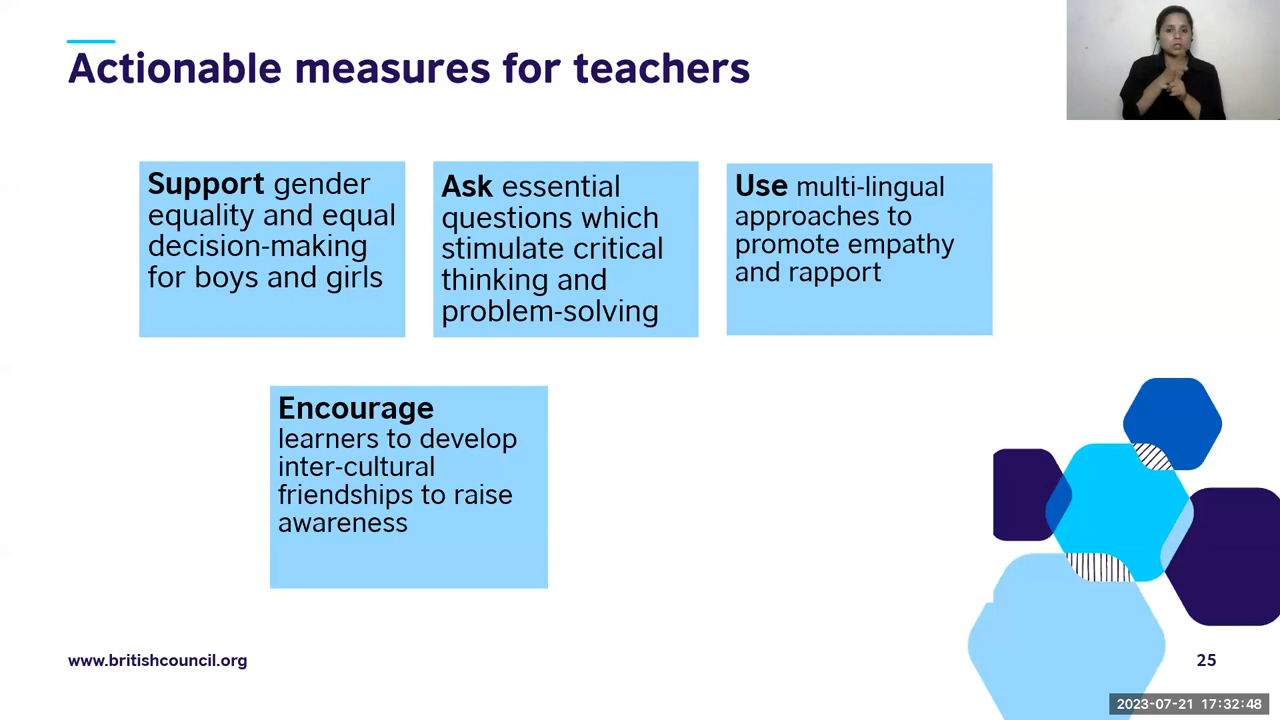 Actionable measures for teachers
Support gender
equality and equal
decision-making
for boys and girls
Ask essential
questions which
stimulate critical
thinking and
problem-solving
Use multi-lingual
approaches to
promote empathy
and rapport
Encourage
learners to develop
inter-cultural
friendships to raise
awareness
www.britishcouncil.org
25
2023-07-21 17:32:48